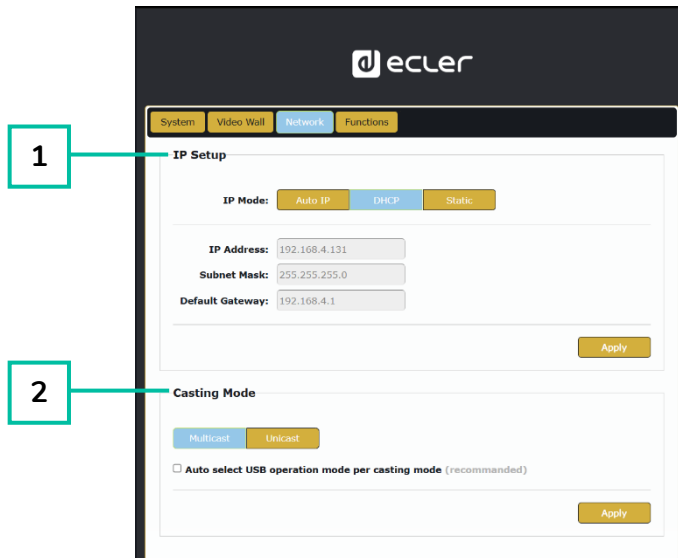 ecler
System Video Wall Network Functions
1
IP Setup
IP Mode: Auto IP DHCP Static
IP Address: 192.168.4.131
Subnet Mask: 255.255.255.0
Default Gateway: 192.168.4.1
Apply
2
Casting Mode
Multicast Unicast
Auto select USB operation mode per casting mode (recommanded)
Apply